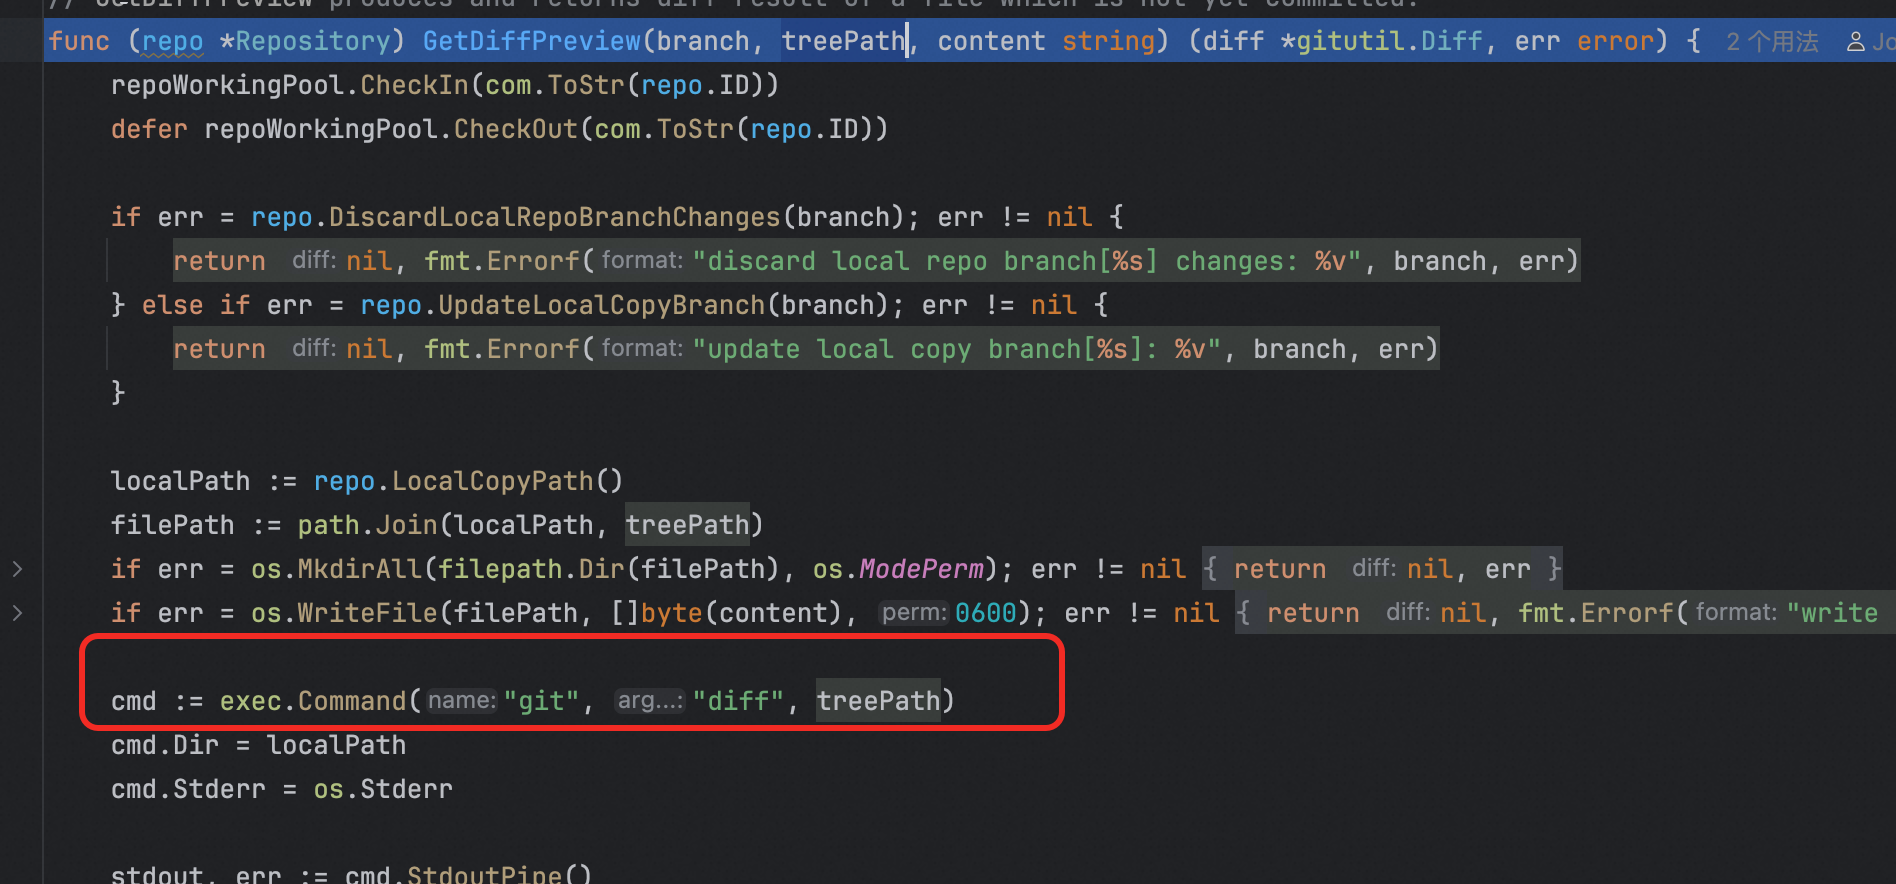 // GetDiffPreview produces and returns diff result of a file which is not yet committed.
func (repo *Repository) GetDiffPreview(branch, treePath, content string) (diff *gitutil.Diff, err error) { 2 个用法 Jo
repoWorkingPool.CheckIn(com.ToStr(repo.ID))
defer repoWorkingPool.CheckOut(com.ToStr(repo.ID))
if err = repo.DiscardLocalRepoBranchChanges(branch); err != nil {
return diff: nil, fmt.Errorf( format: "discard local repo branch[%s] changes: %v", branch, err)
} else if err = repo.UpdateLocalCopyBranch(branch); err != nil {
return diff: nil, fmt.Errorf( format: "update local copy branch[%s]: %v", branch, err)
}
localPath := repo.LocalCopyPath()
filePath := path.Join(localPath, treePath)
if err = os.MkdirAll(filepath.Dir(filePath), os.ModePerm); err != nil { return diff: nil, err }
if err = os.WriteFile(filePath, []byte(content), perm: 0600); err != nil { return diff: nil, fmt.Errorf( format: "write
cmd := exec.Command( name: "git", arg...: "diff", treePath)
cmd.Dir = localPath
cmd.Stderr = os.Stderr
stdout, err := cmd.StdoutPipe()